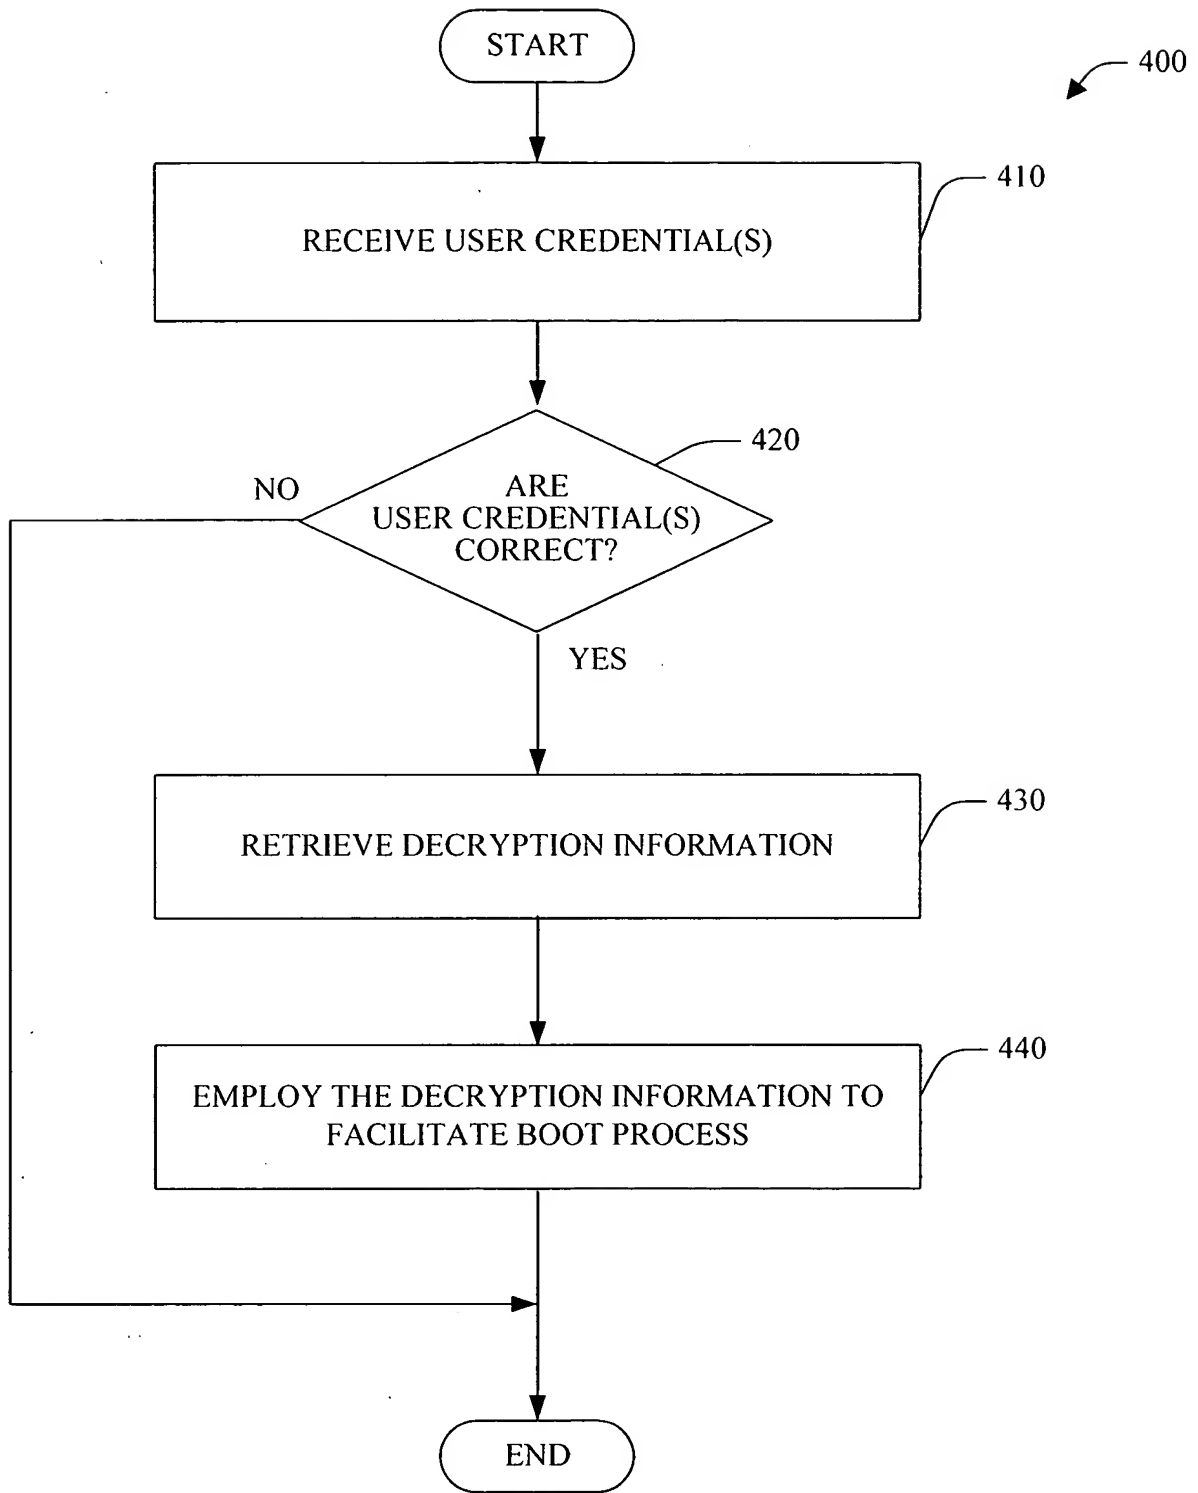 START
400
410
RECEIVE USER CREDENTIAL(S)
420
NO
ARE
USER CREDENTIAL(S)
CORRECT?
YES
430
RETRIEVE DECRYPTION INFORMATION
440
EMPLOY THE DECRYPTION INFORMATION TO
FACILITATE BOOT PROCESS
END